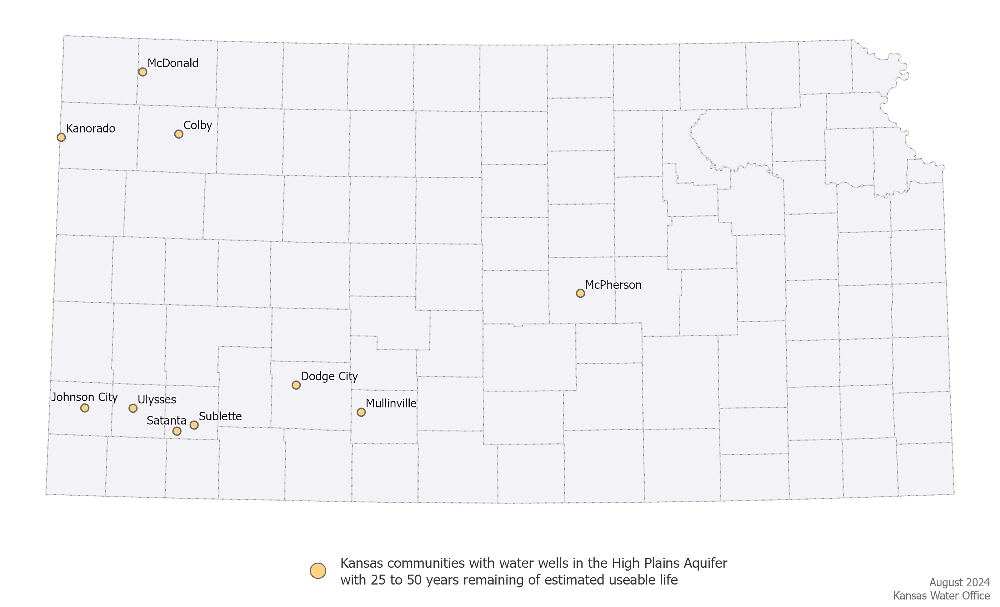 McDonald
Kanorado
Colby
McPherson
Dodge City
Johnson City
Ulysses
Mullinville
Satanta
Sublette
Kansas communities with water wells in the High Plains Aquifer
with 25 to 50 years remaining of estimated useable life
August 2024
Kansas Water Office